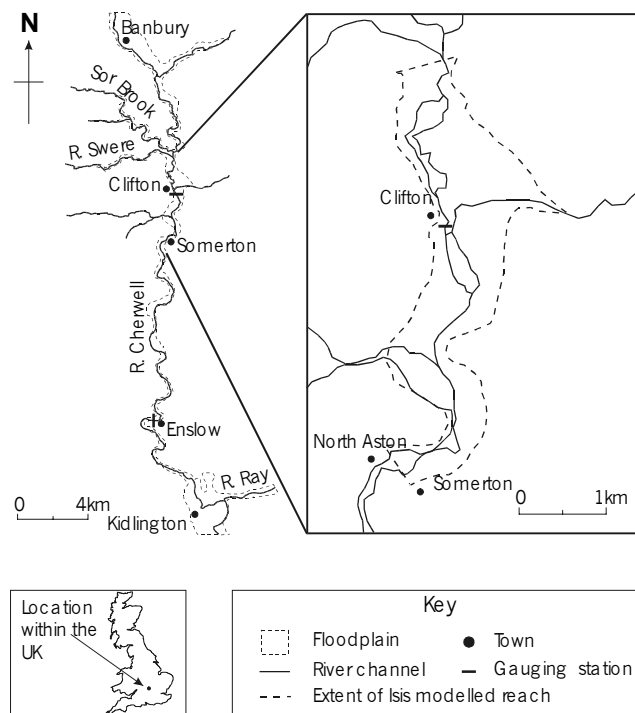 N
Banbury
Sor Brook
R. Swere
Clifton
Somerton
R. Cherwell
Enslow
R. Ray
0 4km
Kidlington
Clifton
North Aston
Somerton
0 1km
Location
within the
UK
Key
Floodplain
Town
River channel
Gauging station
Extent of Isis modelled reach